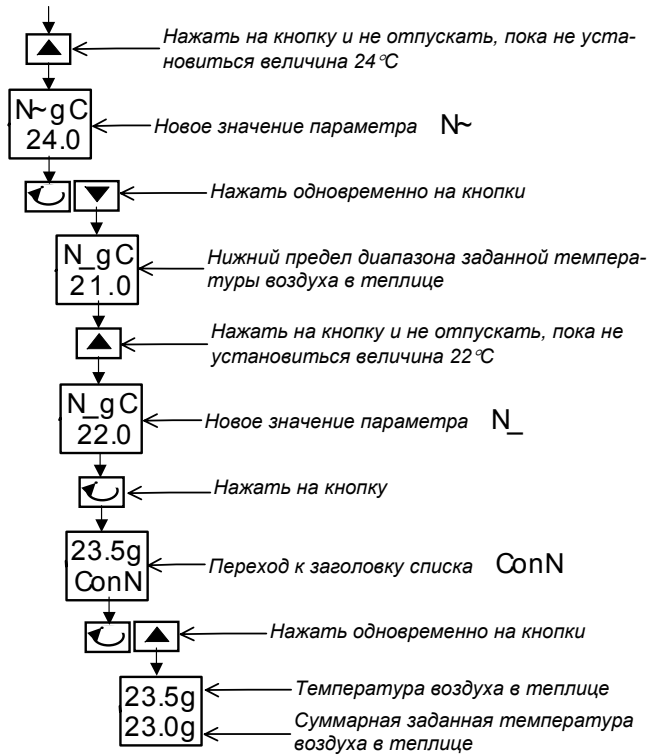 Нажать на кнопку и не отпускать, пока не уста-
новиться величина 24°С
N~gC
24.0
Новое значение параметра N~
Нажать одновременно на кнопки
N_gC
21.0
Нижний предел диапазона заданной темпера-
туры воздуха в теплице
Нажать на кнопку и не отпускать, пока не
установиться величина 22°С
N_gC
22.0
Новое значение параметра N_
Нажать на кнопку
23.5g
ConN
Переход к заголовку списка ConN
Нажать одновременно на кнопки
23.5g
23.0g
Температура воздуха в теплице
Суммарная заданная температура
воздуха в теплице